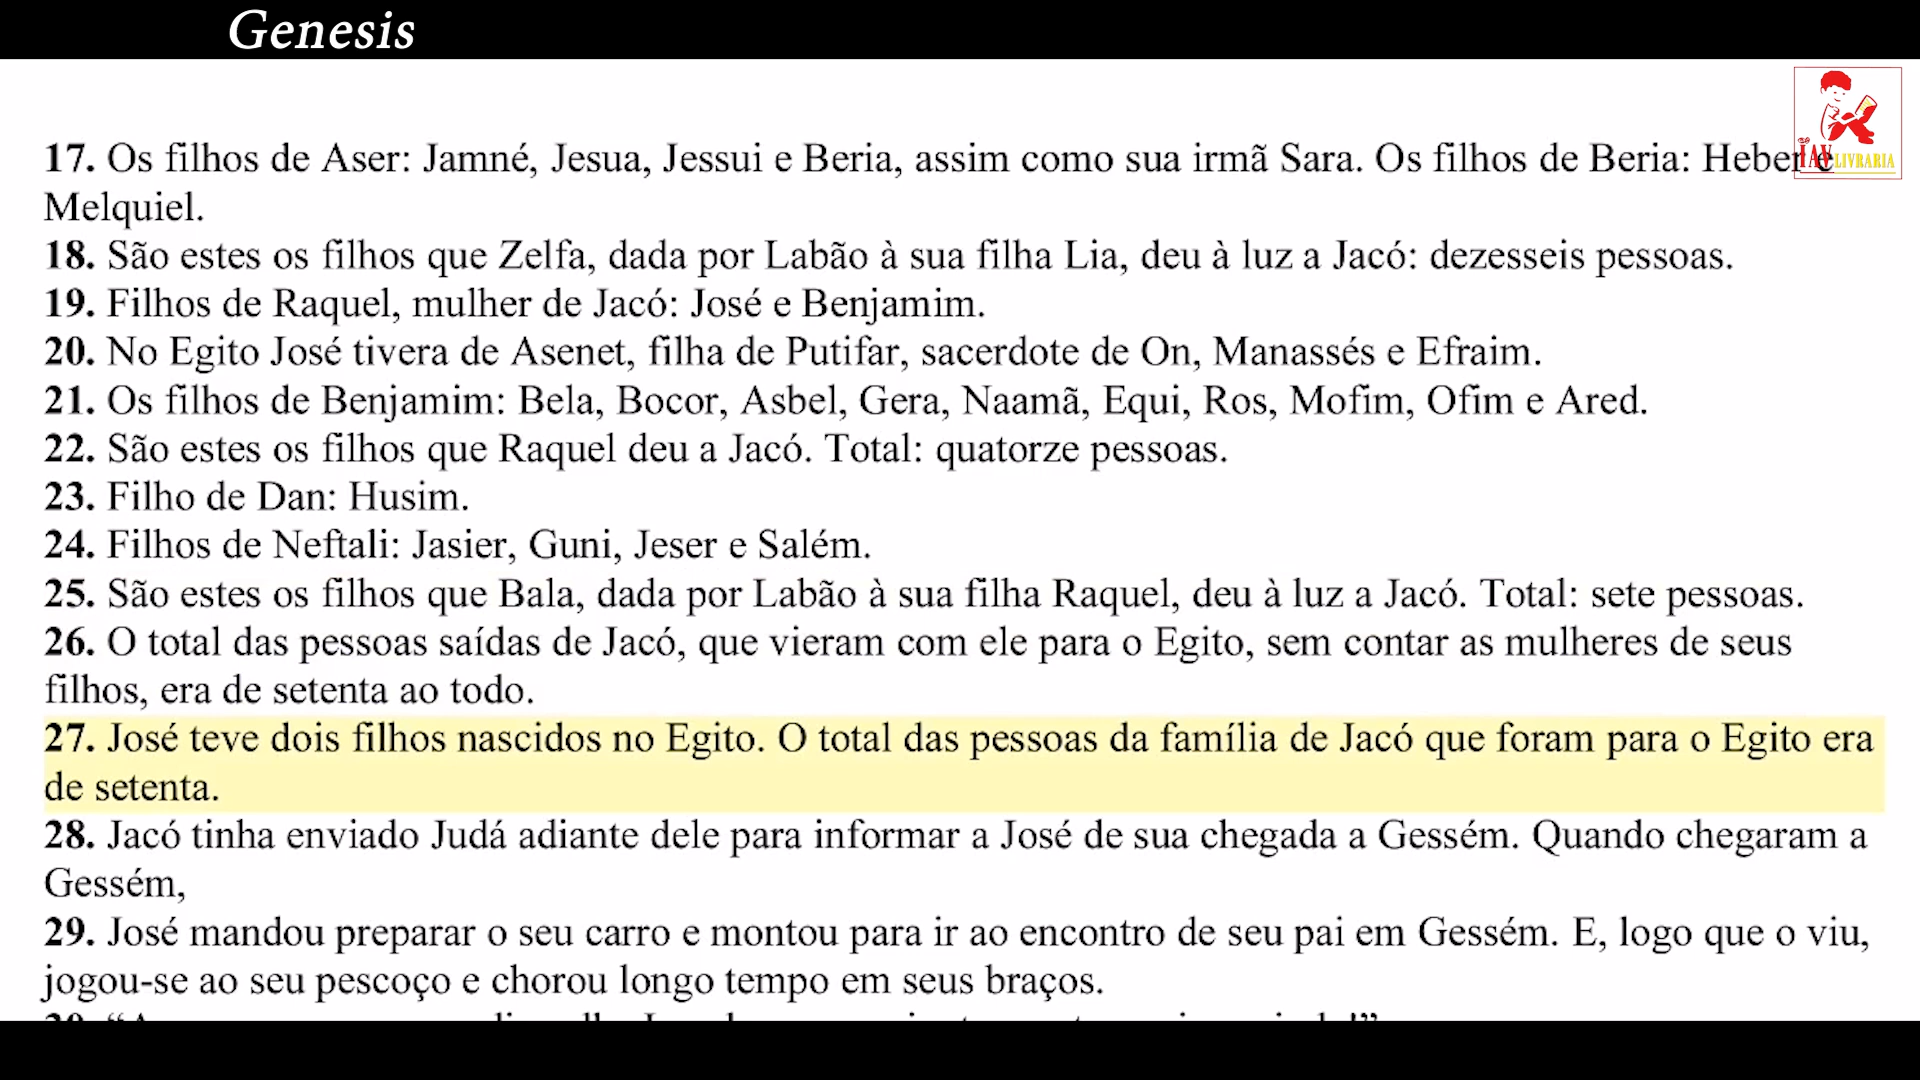 Genesis
17. Os filhos de Aser: Jamné, Jesua, Jessui e Beria, assim como sua irmã Sara. Os filhos de Beria: Heber e
IAV LIVRARIA
Melquiel.
18. São estes os filhos que Zelfa, dada por Labão à sua filha Lia, deu à luz a Jacó: dezesseis pessoas.
19. Filhos de Raquel, mulher de Jacó: José e Benjamim.
20. No Egito José tivera de Asenet, filha de Putifar, sacerdote de On, Manassés e Efraim.
21. Os filhos de Benjamim: Bela, Bocor, Asbel, Gera, Naamã, Equi, Ros, Mofim, Ofim e Ared.
22. São estes os filhos que Raquel deu a Jacó. Total: quatorze pessoas.
23. Filho de Dan: Husim.
24. Filhos de Neftali: Jasier, Guni, Jeser e Salém.
25. São estes os filhos que Bala, dada por Labão à sua filha Raquel, deu à luz a Jacó. Total: sete pessoas.
26. O total das pessoas saídas de Jacó, que vieram com ele para o Egito, sem contar as mulheres de seus
filhos, era de setenta ao todo.
27. José teve dois filhos nascidos no Egito. O total das pessoas da família de Jacó que foram para o Egito era
de setenta.
28. Jacó tinha enviado Judá adiante dele para informar a José de sua chegada a Gessém. Quando chegaram a
Gessém,
29. José mandou preparar o seu carro e montou para ir ao encontro de seu pai em Gessém. E, logo que o viu,
jogou-se ao seu pescoço e chorou longo tempo em seus braços.